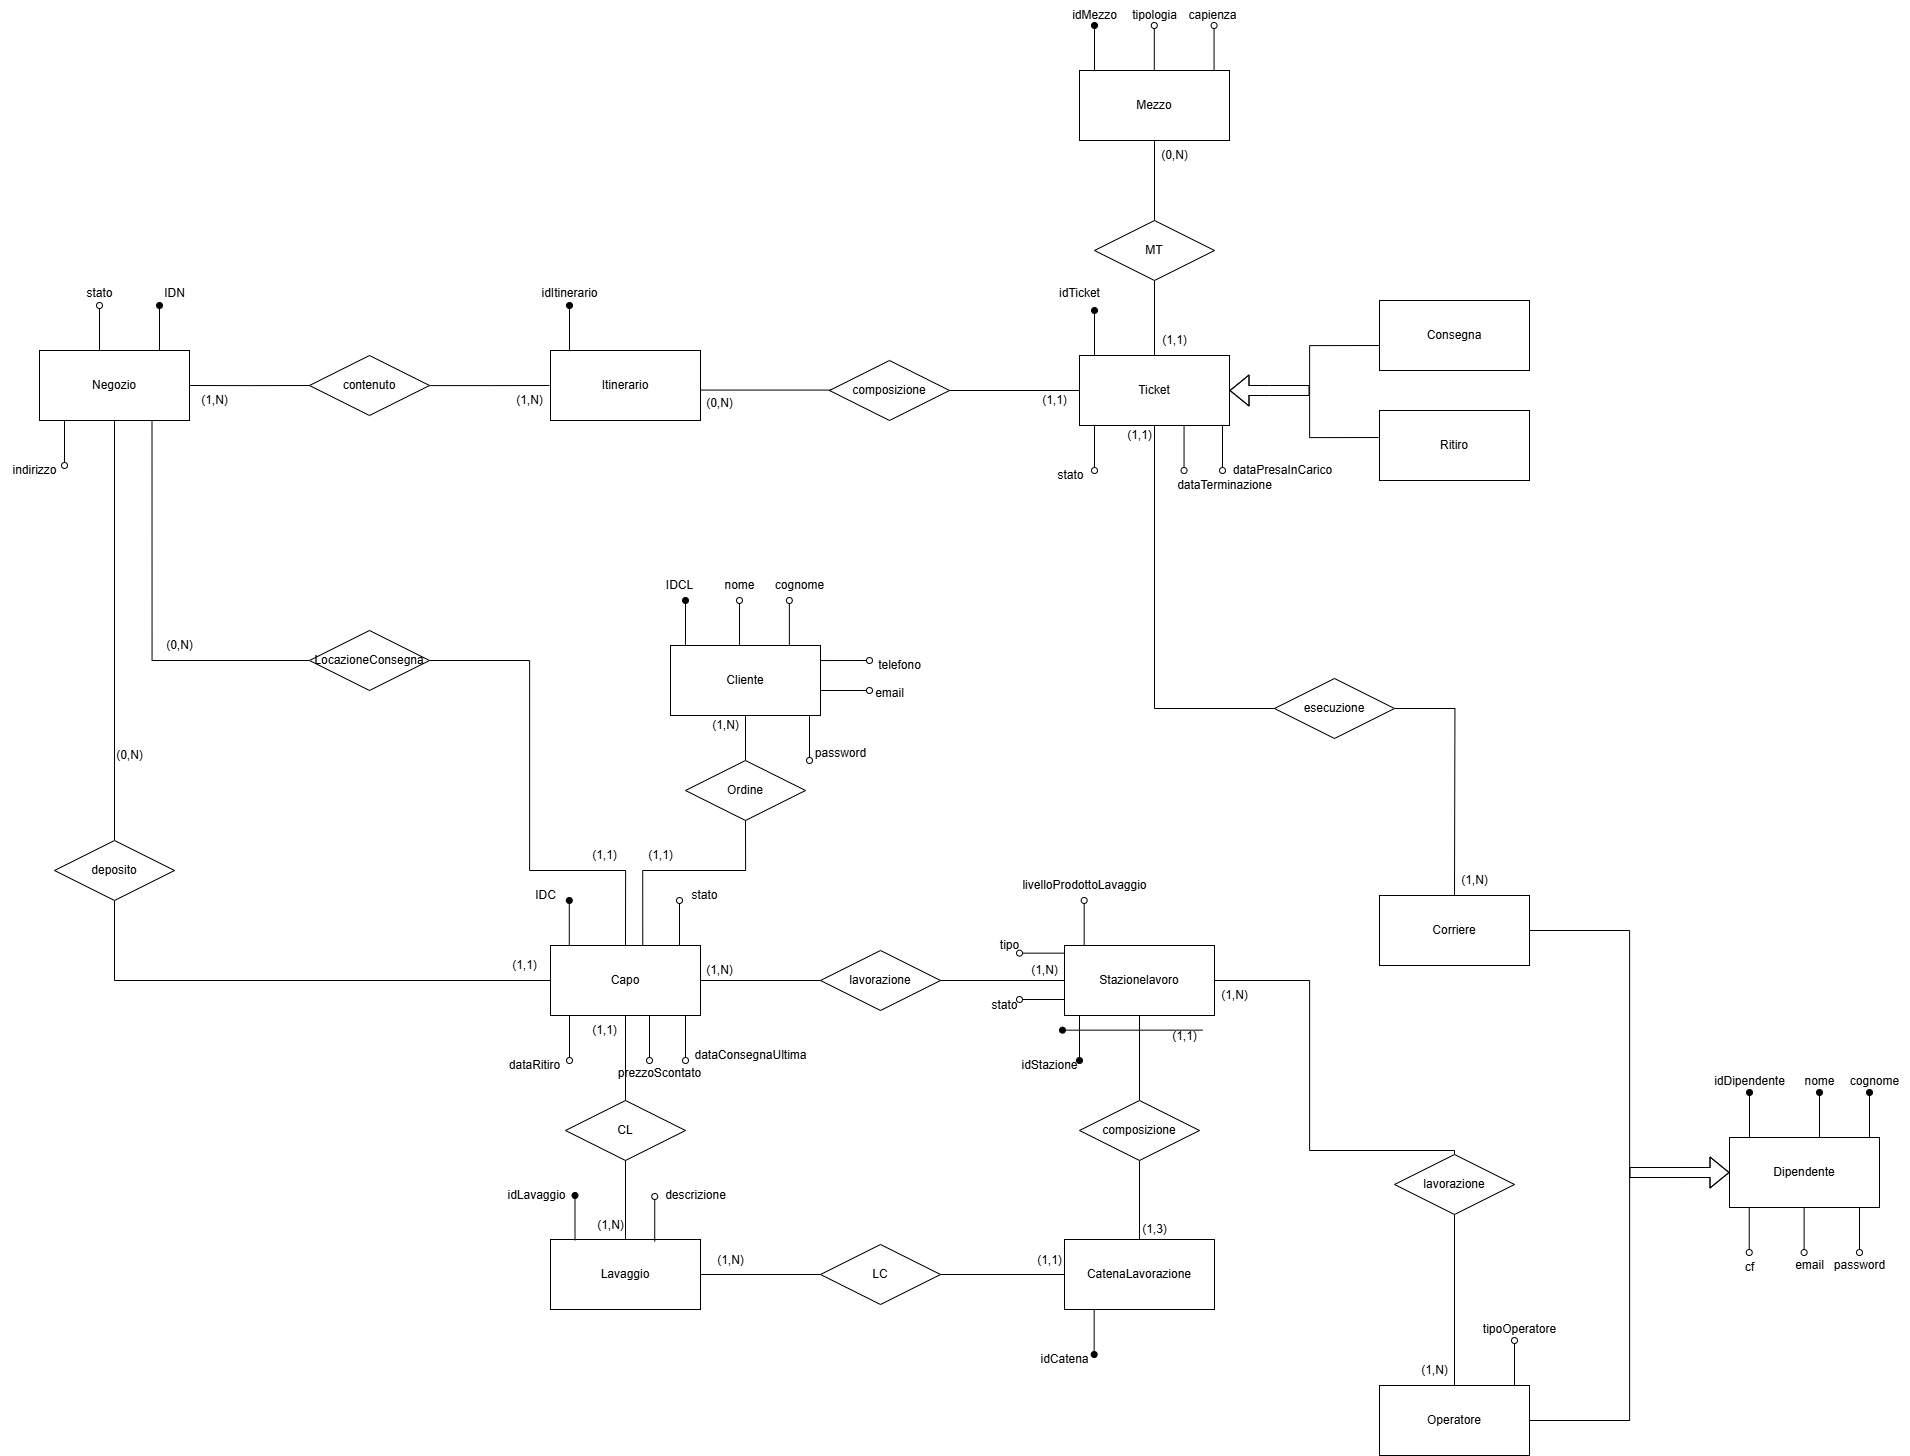 idMezzo tipologia capienza
Mezzo
(0,N)
MT
stato IDN
idItinerario
idTicket
(1,1)
Consegna
Negozio
contenuto
Itinerario
composizione
Ticket
(1,N)
(1,N)
(0,N)
(1,1)
(1,1)
Ritiro
indirizzo
stato
dataPresaInCarico
dataTerminazione
IDCL nome cognome
(0,N)
LocazioneConsegna
telefono
Cliente
email
(1,N)
esecuzione
(0,N)
password
Ordine
(1,1) (1,1)
deposito
(1,N)
livelloProdottoLavaggio
IDC stato
Corriere
tipo
(1,1)
(1,N)
(1,N)
Capo
lavorazione
Stazionelavoro
(1,N)
stato
(1,1)
(1,1)
dataConsegnaUltima
dataRitiro
prezzoScontato
idStazione
idDipendente nome cognome
CL
composizione
Dipendente
lavorazione
idLavaggio descrizione
(1,N)
(1,3)
(1,N)
(1,1)
Lavaggio
LC
CatenaLavorazione
cf email password
tipoOperatore
idCatena
(1,N)
Operatore